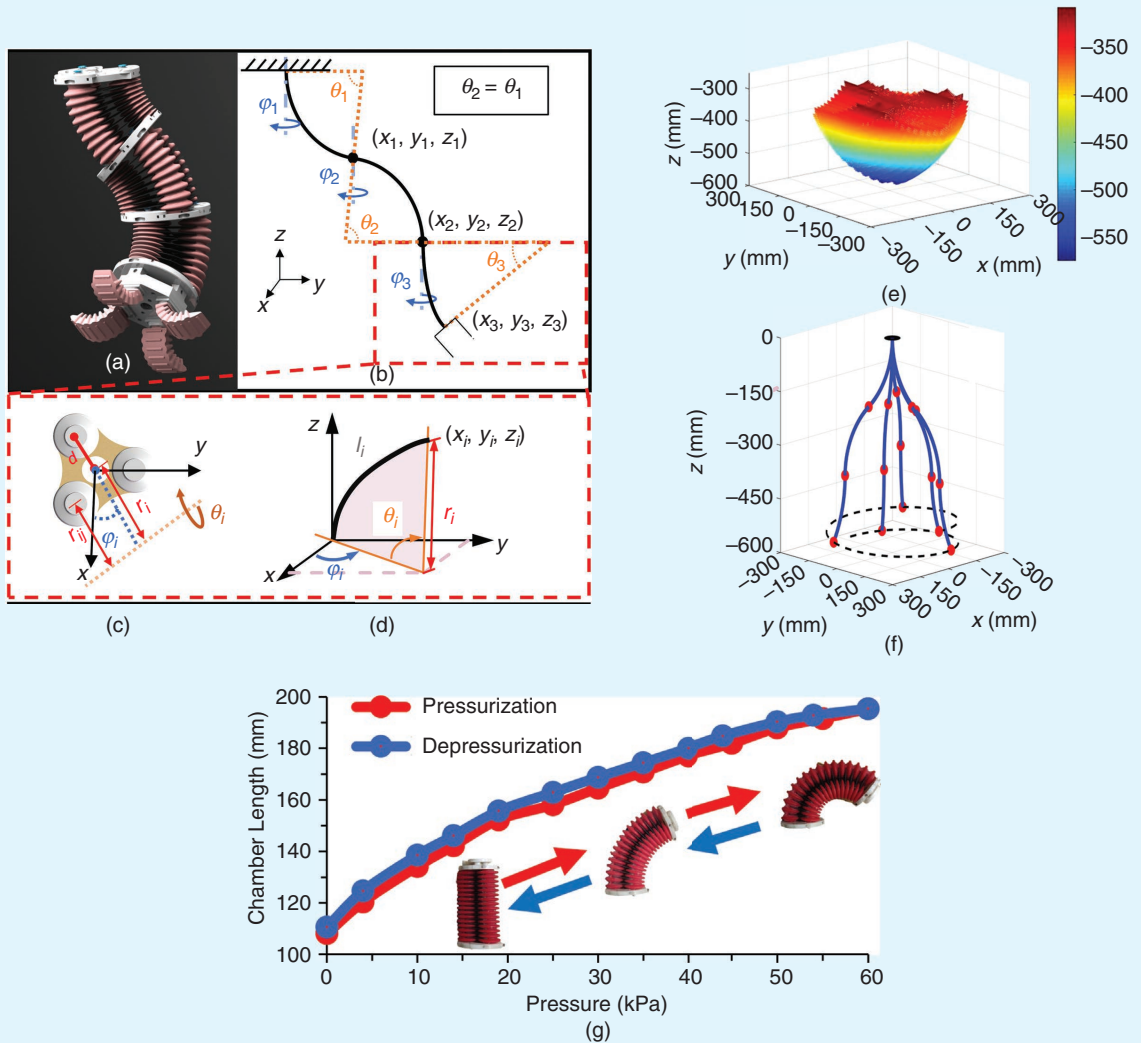 (a)
θ₁
θ₂ = θ₁
φ₁
(x₁, y₁, z₁)
φ₂
θ₂
(x₂, y₂, z₂)
θ₃
z
y
x
φ₃
(x₃, y₃, z₃)
(b)
d
y
rᵢ
rᵢⱼ
φᵢ
θᵢ
x
(c)
z
lᵢ
(xᵢ, yᵢ, zᵢ)
θᵢ
rᵢ
y
x
φᵢ
(d)
z (mm)
−300
−400
−500
−600
300
150
0
−150
−300
y (mm)
−300
−150
0
150
300
x (mm)
−350
−400
−450
−500
−550
(e)
z (mm)
0
−150
−300
−450
−600
−300
−150
0
150
300
y (mm)
−300
−150
0
150
300
x (mm)
(f)
Chamber Length (mm)
200
180
160
140
120
100
Pressurization
Depressurization
0
10
20
30
40
50
60
Pressure (kPa)
(g)